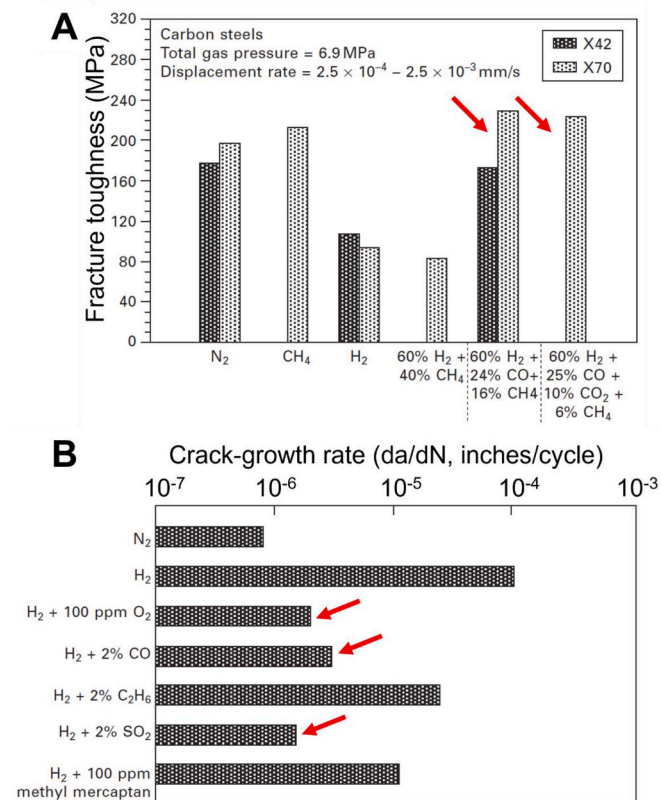 A
Fracture toughness (MPa)
320
280
240
200
160
120
80
40
0
Carbon steels
Total gas pressure = 6.9 MPa
Displacement rate = 2.5 × 10⁻⁴ – 2.5 × 10⁻³ mm/s
X42
X70
N₂
CH₄
H₂
60% H₂ +
40% CH₄
60% H₂ +
24% CO+
16% CH4
60% H₂ +
25% CO +
10% CO₂ +
6% CH₄
B
Crack-growth rate (da/dN, inches/cycle)
10⁻⁷ 10⁻⁶ 10⁻⁵ 10⁻⁴ 10⁻³
N₂
H₂
H₂ + 100 ppm O₂
H₂ + 2% CO
H₂ + 2% C₂H₆
H₂ + 2% SO₂
H₂ + 100 ppm
methyl mercaptan